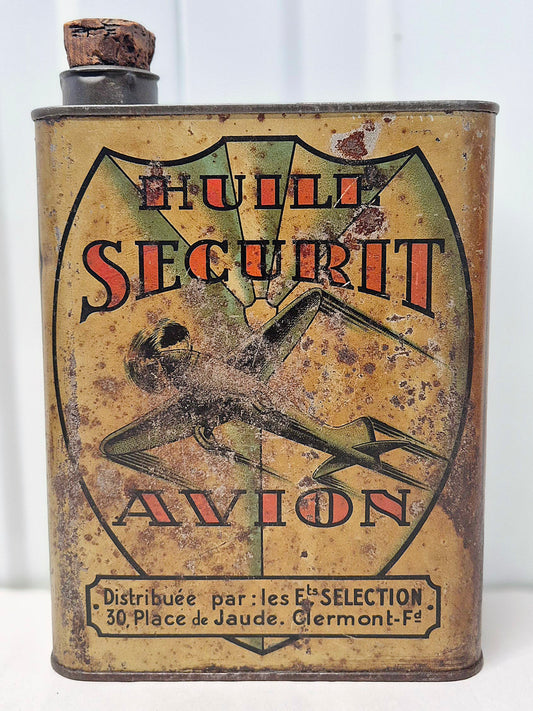 HUILE
SECURIT
AVION
Distribuée par : les Ets SELECTION
30, Place de Jaude. Clermont-Fd